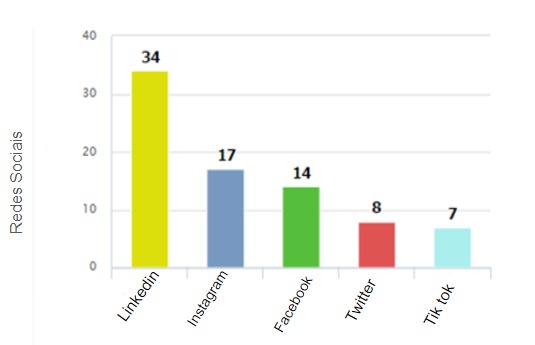 Redes Sociais
40
30
20
10
0
34
17
14
8
7
Linkedin
Instagram
Facebook
Twitter
Tik tok